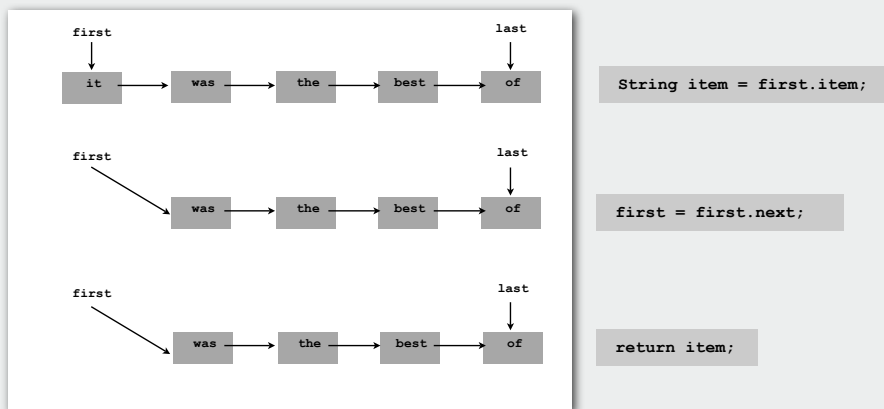 first last
it was the best of String item = first.item;
first last
was the best of first = first.next;
first last
was the best of return item;